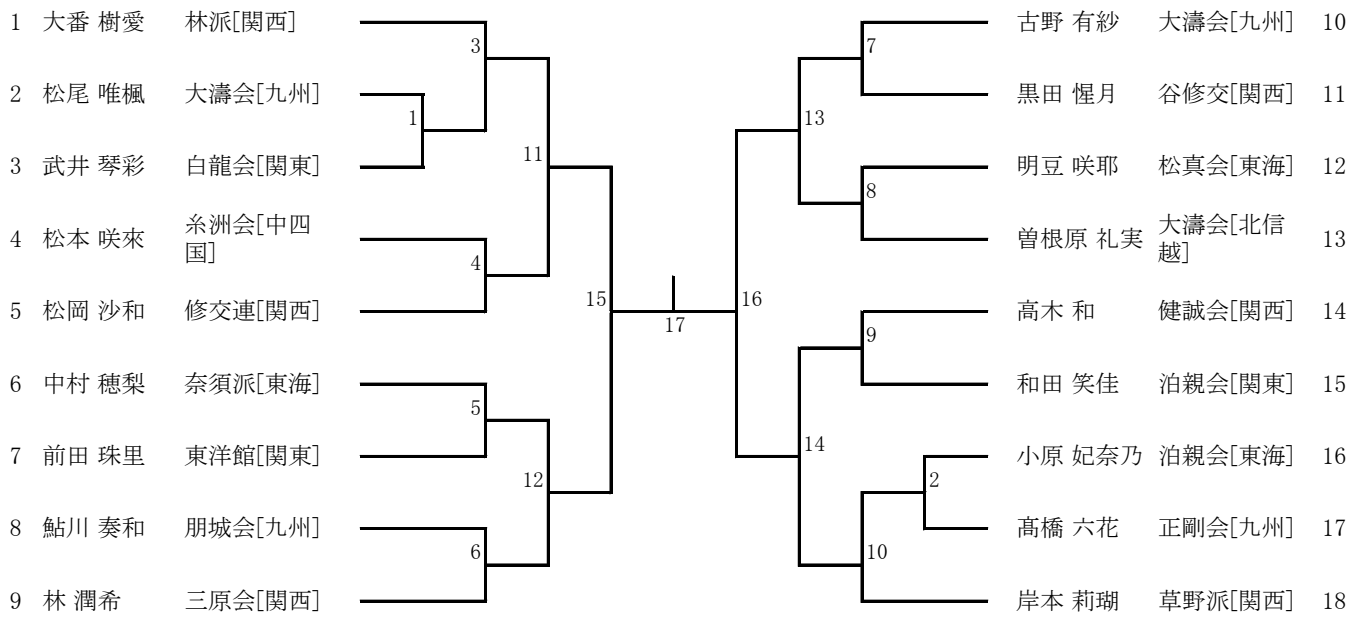 1 大番 樹愛 林派[関西]
古野 有紗 大濤会[九州] 10
3
7
2 松尾 唯楓 大濤会[九州]
黒田 惺月 谷修交[関西] 11
1
13
11
3 武井 琴彩 白龍会[関東]
明豆 咲耶 松真会[東海] 12
8
4 松本 咲來 糸洲会[中四
国]
曽根原 礼実 大濤会[北信
越]
13
4
15
16
5 松岡 沙和 修交連[関西]
高木 和 健誠会[関西] 14
17
9
6 中村 穂梨 奈須派[東海]
和田 笑佳 泊親会[関東] 15
5
14
7 前田 珠里 東洋館[関東]
小原 妃奈乃 泊親会[東海] 16
12
2
8 鮎川 奏和 朋城会[九州]
髙橋 六花 正剛会[九州] 17
6
10
9 林 潤希 三原会[関西]
岸本 莉瑚 草野派[関西] 18